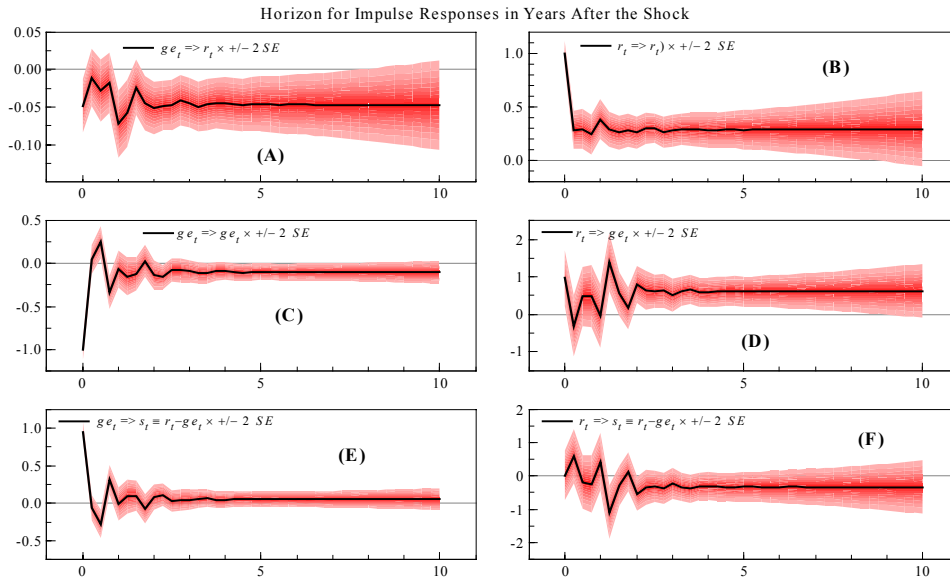 Horizon for Impulse Responses in Years After the Shock
0.05
ge_t => r_t × +/− 2 SE
0.00
-0.05
-0.10
(A)
0 5 10
1.0
r_t => r_t) × +/− 2 SE
(B)
0.5
0.0
0 5 10
0.5
ge_t => ge_t × +/− 2 SE
0.0
-0.5
(C)
-1.0
0 5 10
2
r_t => ge_t × +/− 2 SE
1
0
(D)
-1
0 5 10
1.0
ge_t => s_t ≡ r_t−ge_t × +/− 2 SE
0.5
(E)
0.0
-0.5
0 5 10
2
r_t => s_t ≡ r_t−ge_t × +/− 2 SE
(F)
1
0
-1
-2
0 5 10